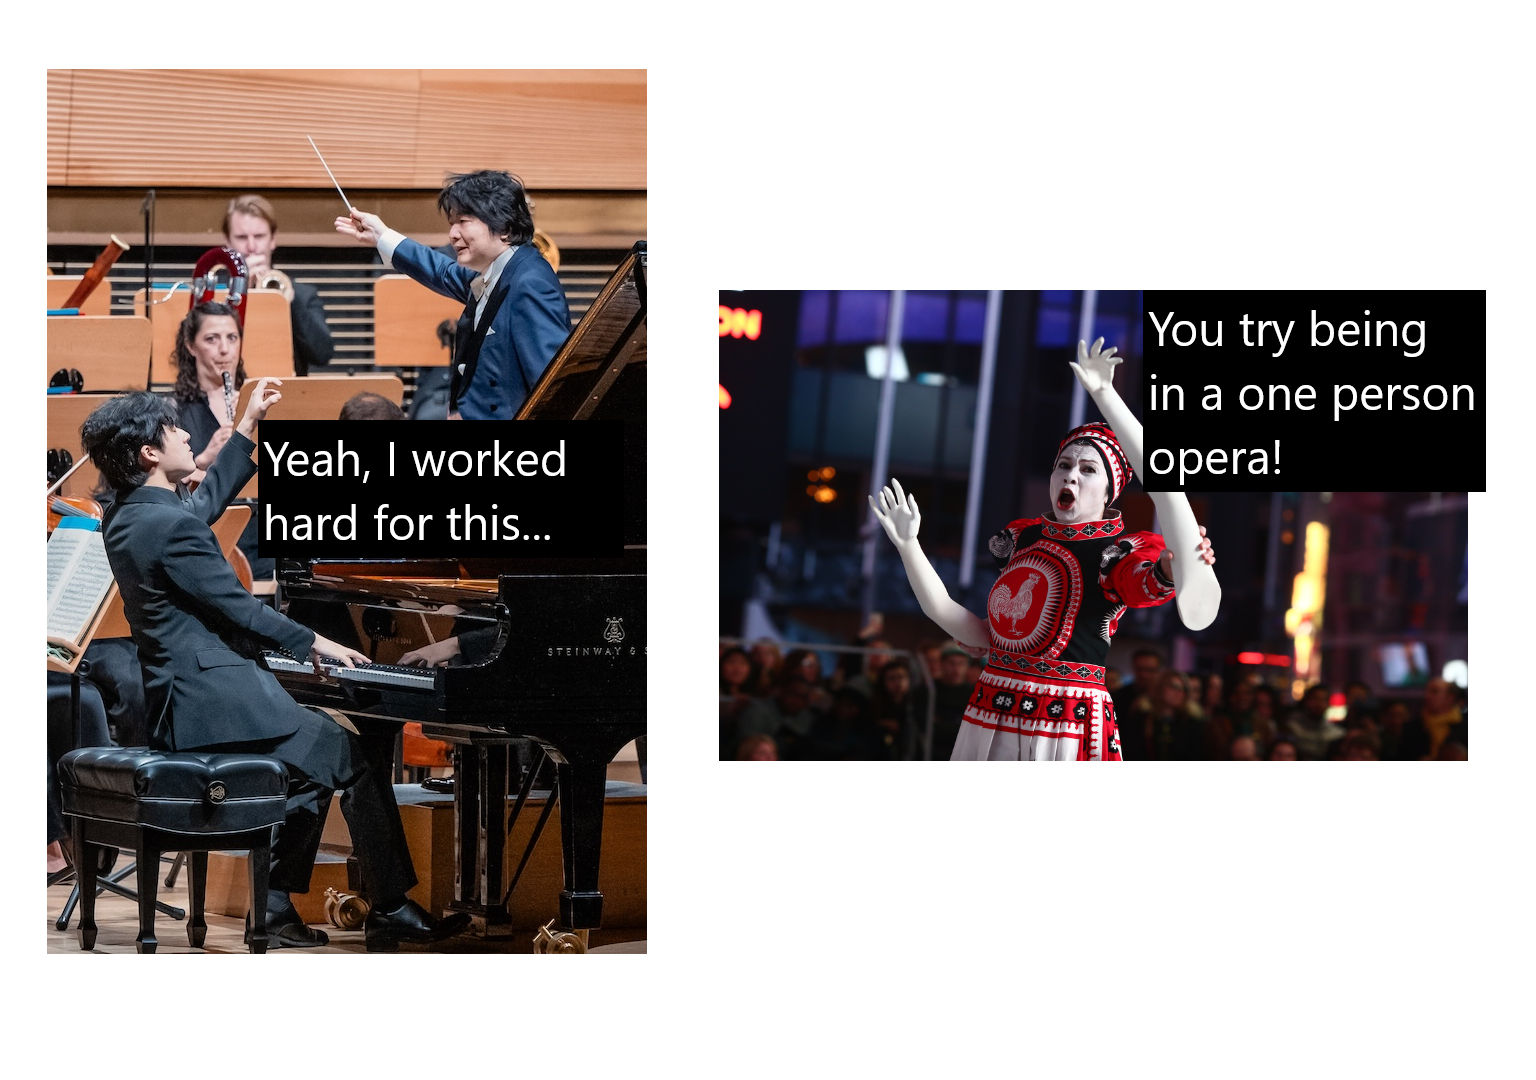 Yeah, I worked
hard for this...
STEINWAY & S
ON
You try being
in a one person
opera!